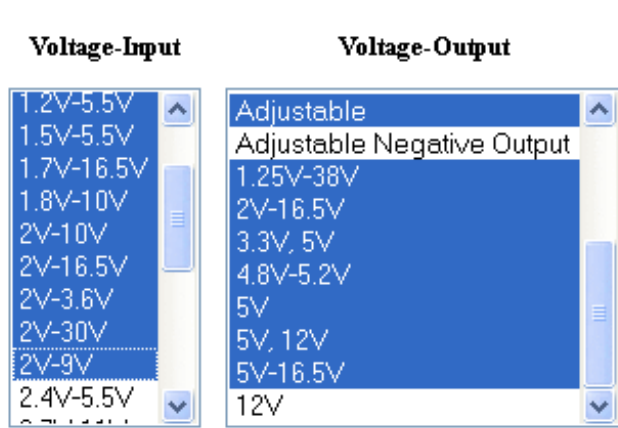 Voltage-Input
Voltage-Output
1.2V-5.5V
1.5V-5.5V
1.7V-16.5V
1.8V-10V
2V-10V
2V-16.5V
2V-3.6V
2V-30V
2V-9V
2.4V-5.5V
Adjustable
Adjustable Negative Output
1.25V-38V
2V-16.5V
3.3V, 5V
4.8V-5.2V
5V
5V, 12V
5V-16.5V
12V